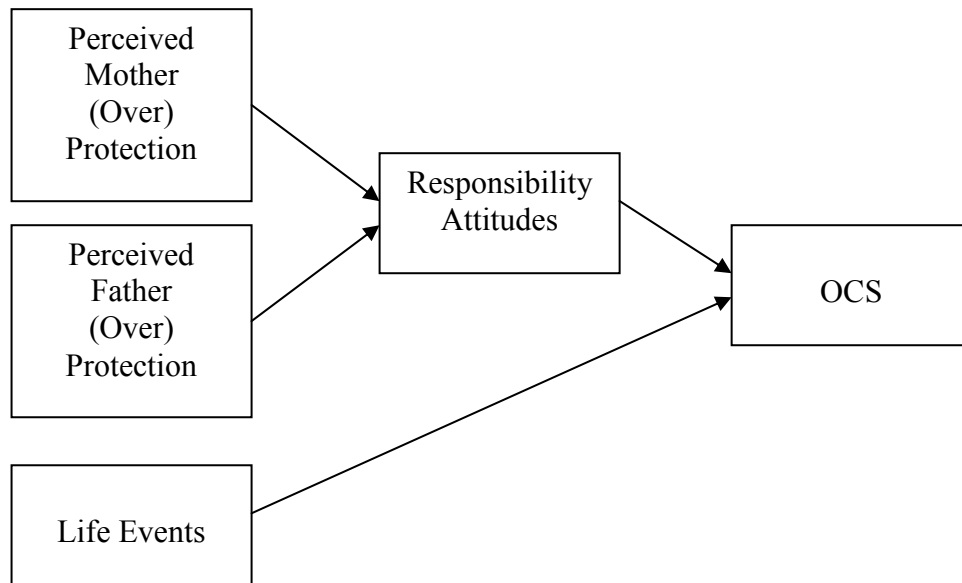 Perceived
Mother
(Over)
Protection
Responsibility
Attitudes
Perceived
Father
(Over)
Protection
OCS
Life Events